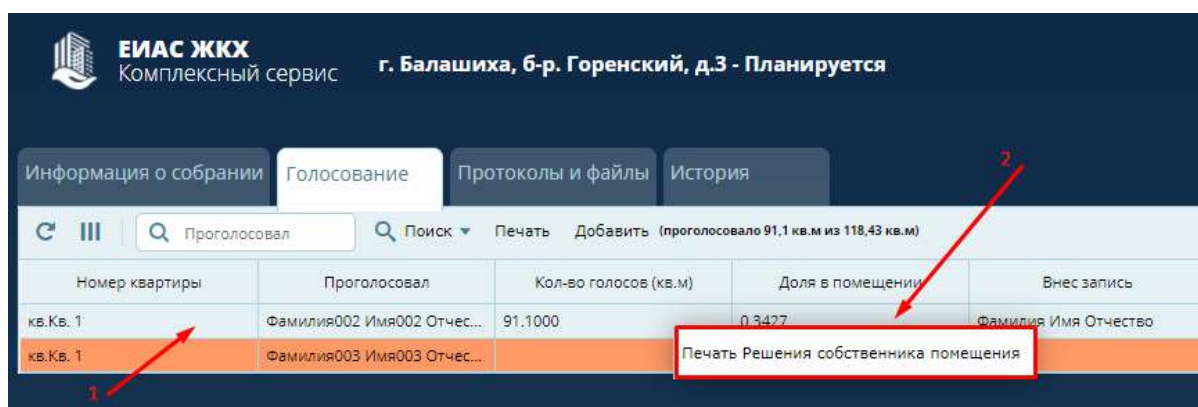 ЕИАС ЖКХ
Комплексный сервис
г. Балашиха, б-р. Горенский, д.3 - Планируется
Информация о собрании Голосование Протоколы и файлы История
2
Проголосовал Поиск Печать Добавить (проголосовало 91,1 кв.м из 118,43 кв.м)
Номер квартиры Проголосовал Кол-во голосов (кв.м) Доля в помещении Внес запись
кв.Кв. 1 Фамилия002 Имя002 Отчес... 91.1000 0.3427 Фамилия Имя Отчество
кв.Кв. 1 Фамилия003 Имя003 Отчес...
Печать Решения собственника помещения
1